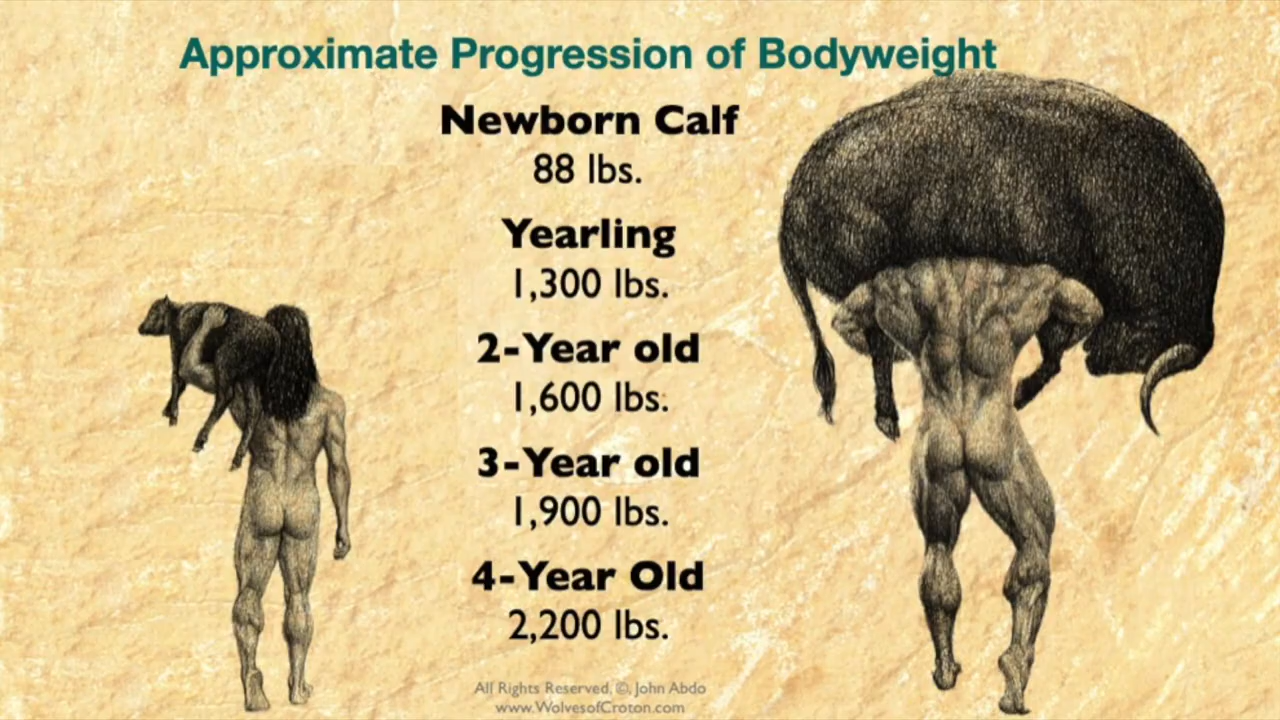 Approximate Progression of Bodyweight
Newborn Calf
88 lbs.
Yearling
1,300 lbs.
2-Year old
1,600 lbs.
3-Year old
1,900 lbs.
4-Year Old
2,200 lbs.
All Rights Reserved, ©, John Abdo
www.WolvesofCroton.com